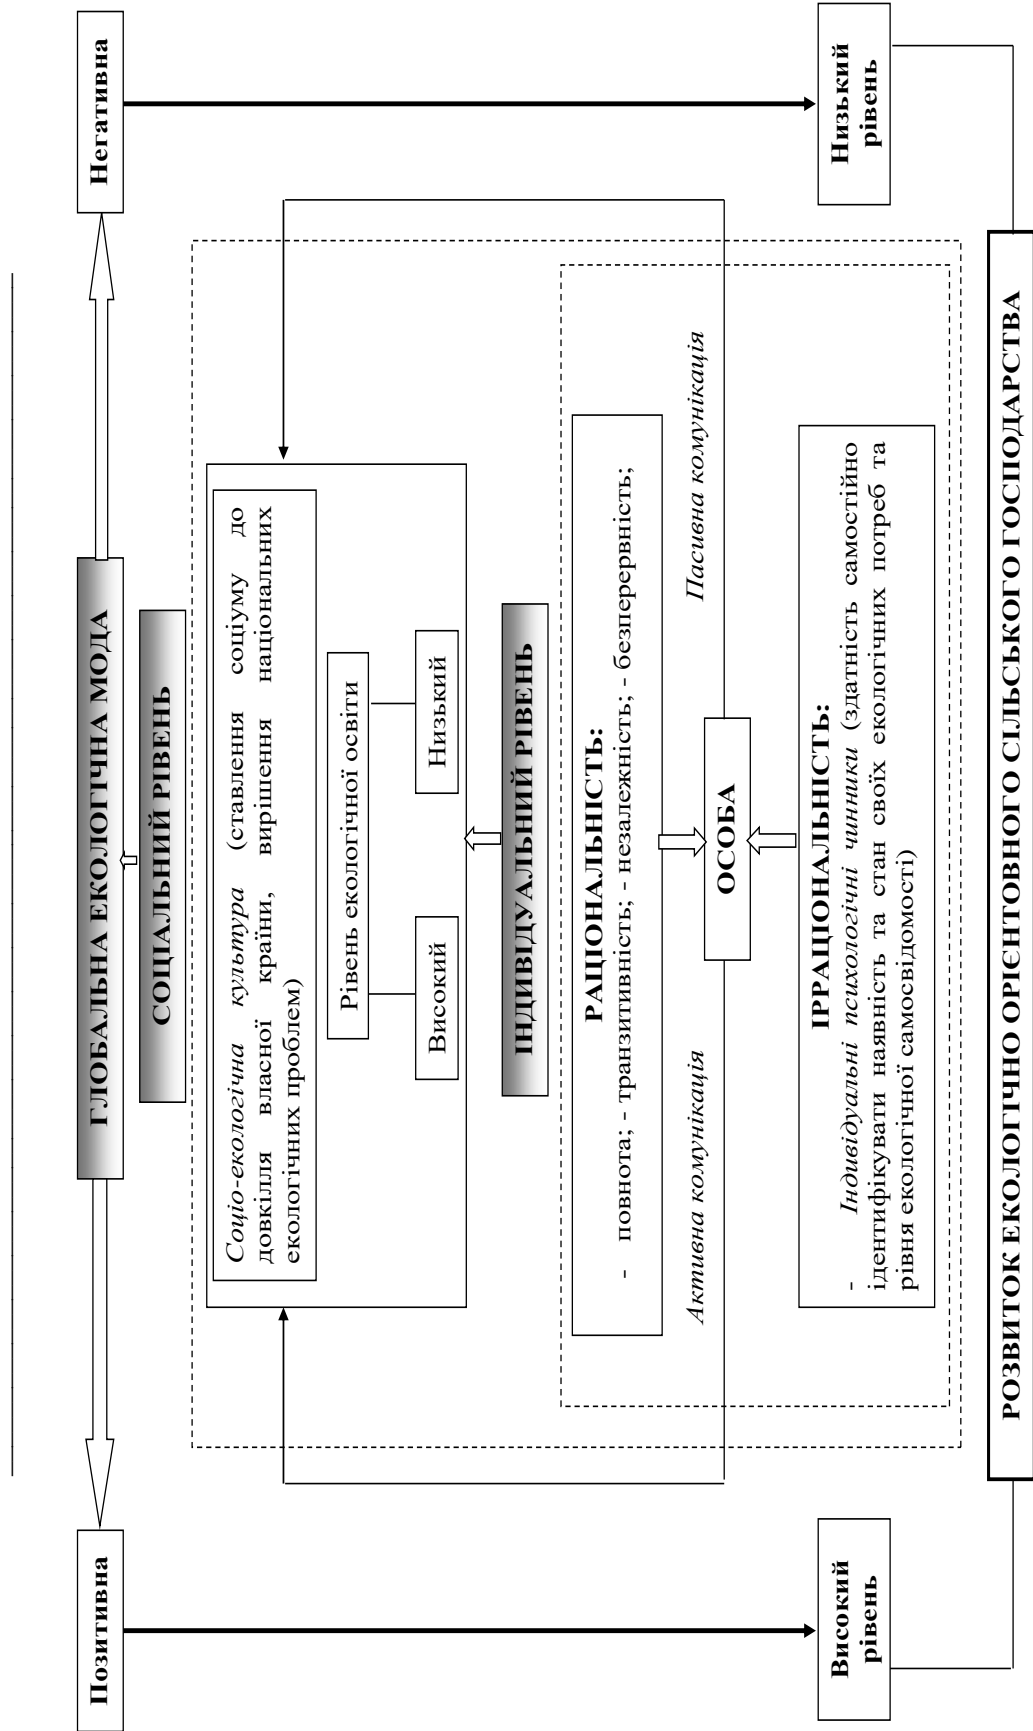 ГЛОБАЛЬНА ЕКОЛОГІЧНА МОДА
Позитивна
Негативна
СОЦІАЛЬНИЙ РІВЕНЬ
Соціо-екологічна культура (ставлення соціуму до
довкілля власної країни, вирішення національних
екологічних проблем)
Рівень екологічної освіти
Високий
Низький
ІНДИВІДУАЛЬНИЙ РІВЕНЬ
РАЦІОНАЛЬНІСТЬ:
- повнота; - транзитивність; - незалежність; - безперервність;
Активна комунікація
Пасивна комунікація
ОСОБА
ІРРАЦІОНАЛЬНІСТЬ:
- Індивідуальні психологічні чинники (здатність самостійно
ідентифікувати наявність та стан своїх екологічних потреб та
рівня екологічної самосвідомості)
Високий
рівень
Низький
рівень
РОЗВИТОК ЕКОЛОГІЧНО ОРІЄНТОВНОГО СІЛЬСЬКОГО ГОСПОДАРСТВА